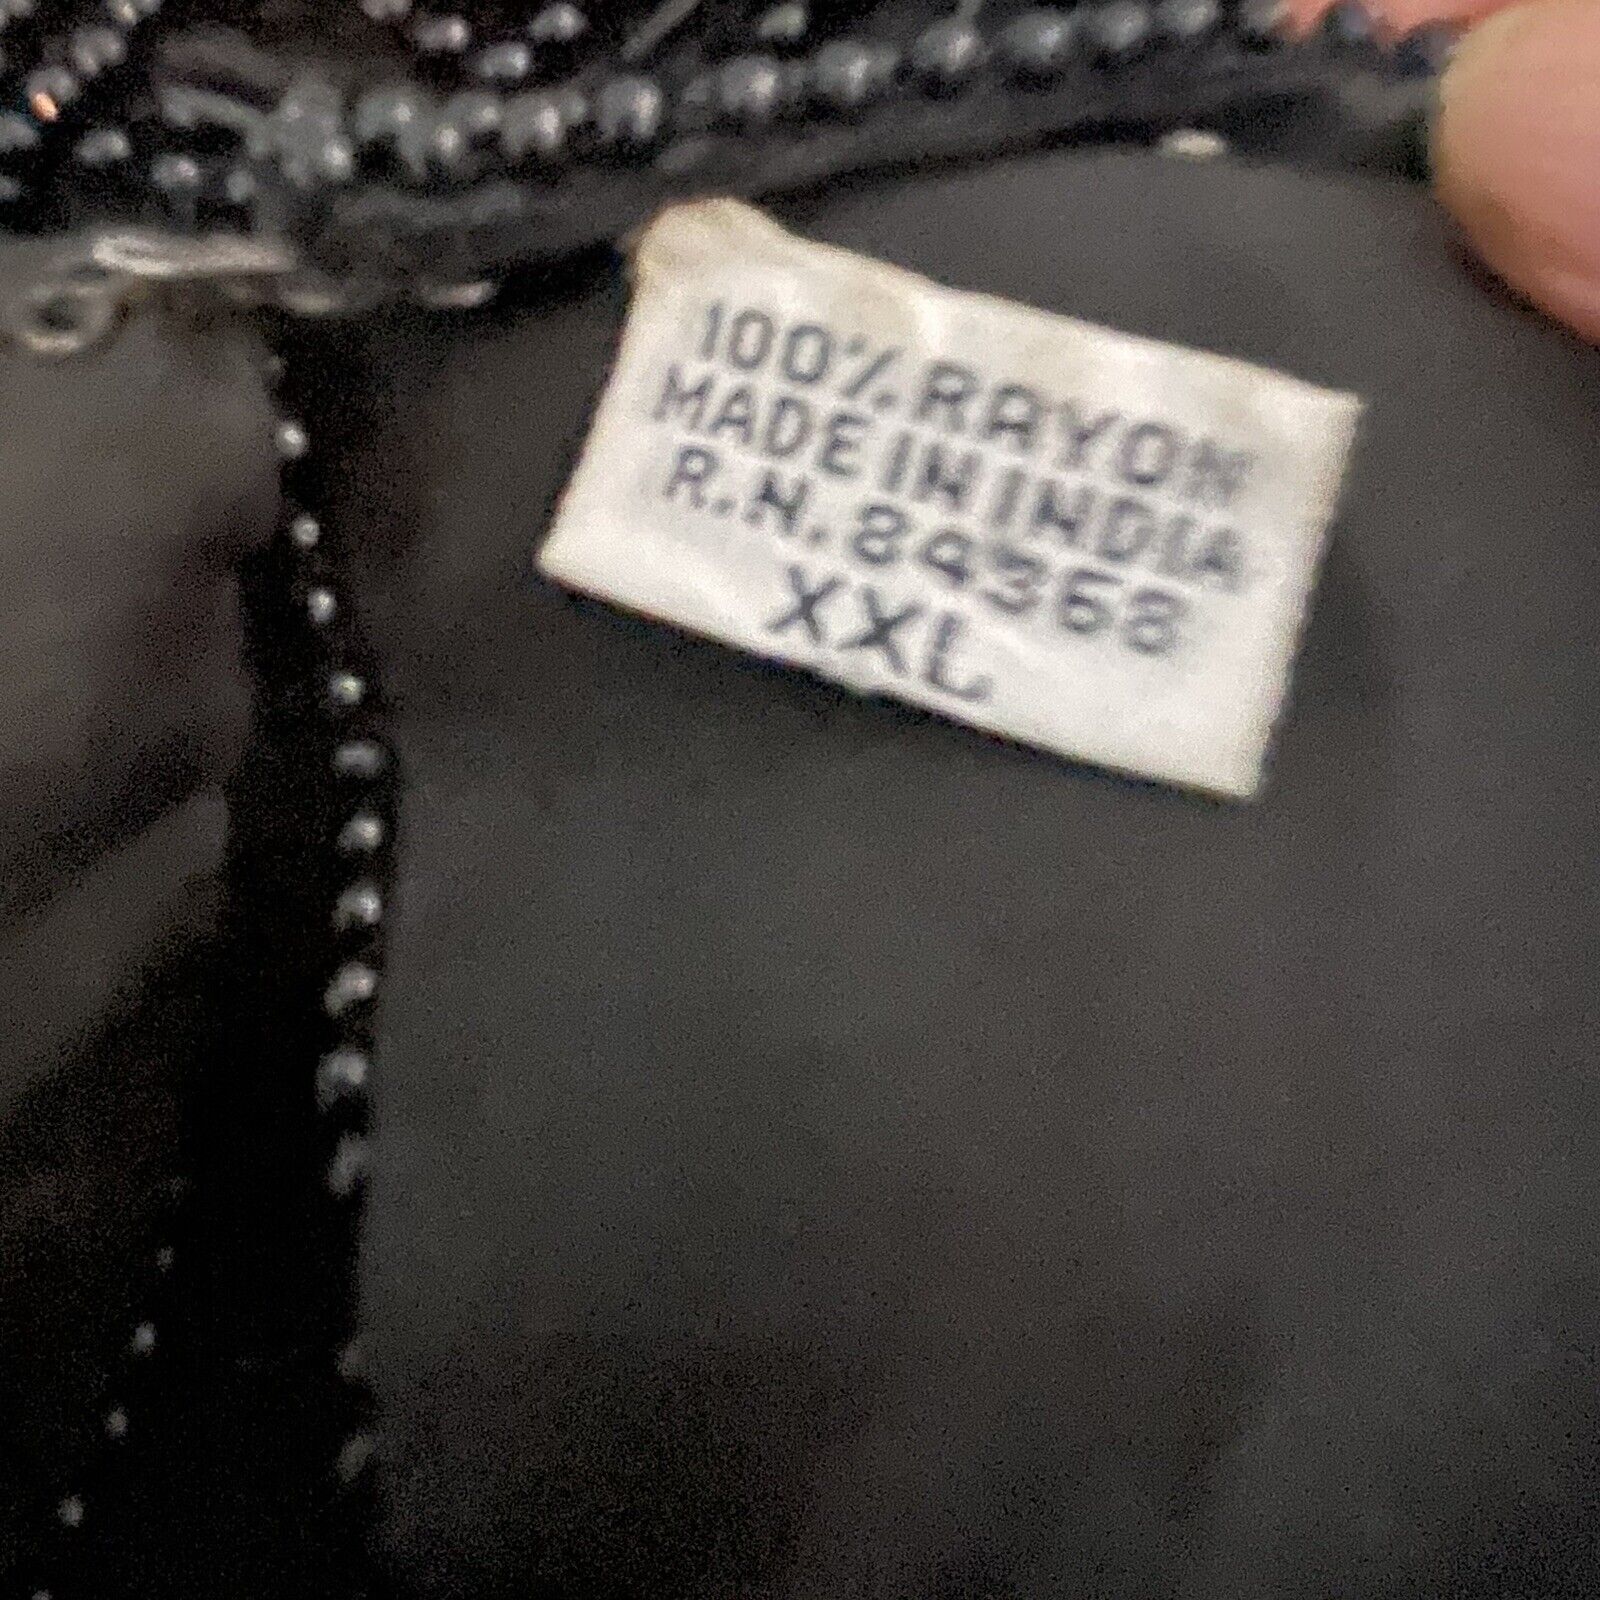 100% RAYON
MADE IN INDIA
R.N. 84368
XXL